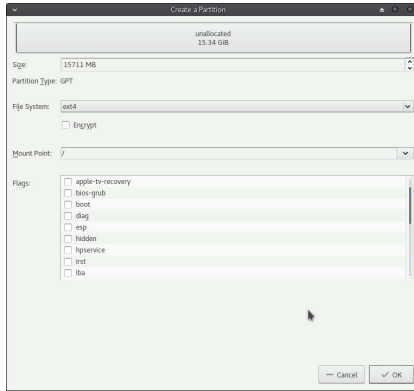 Create a Partition
unallocated
15.34 GiB
Size: 15711 MB
Partition Type: GPT
File System: ext4
Encrypt
Mount Point: /
Flags:
apple-tv-recovery
bios-grub
boot
diag
esp
hidden
hpservice
irst
lba
Cancel OK